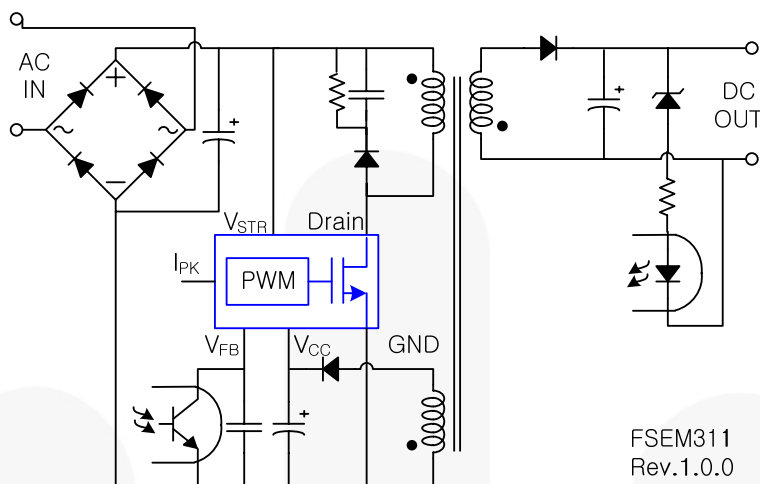 AC
IN
+
~
~
−
+
+
DC
OUT
VSTR
Drain
IPK
PWM
VFB
VCC
GND
+
FSEM311
Rev.1.0.0